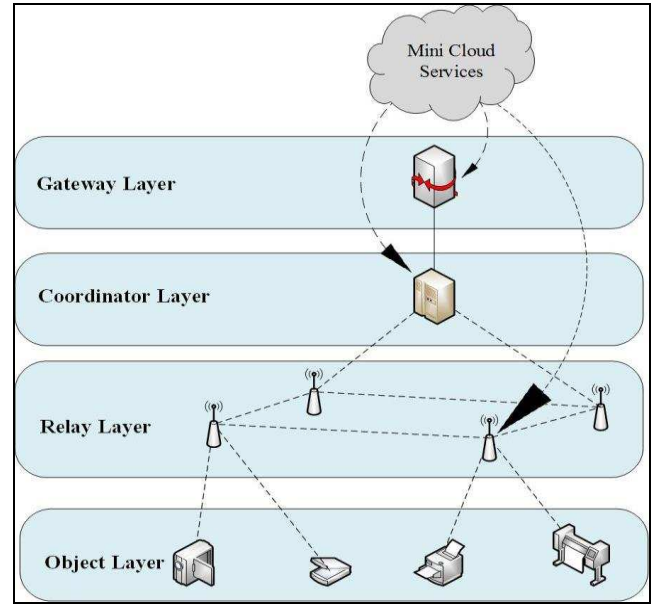 Mini Cloud
Services
Gateway Layer
Coordinator Layer
Relay Layer
Object Layer